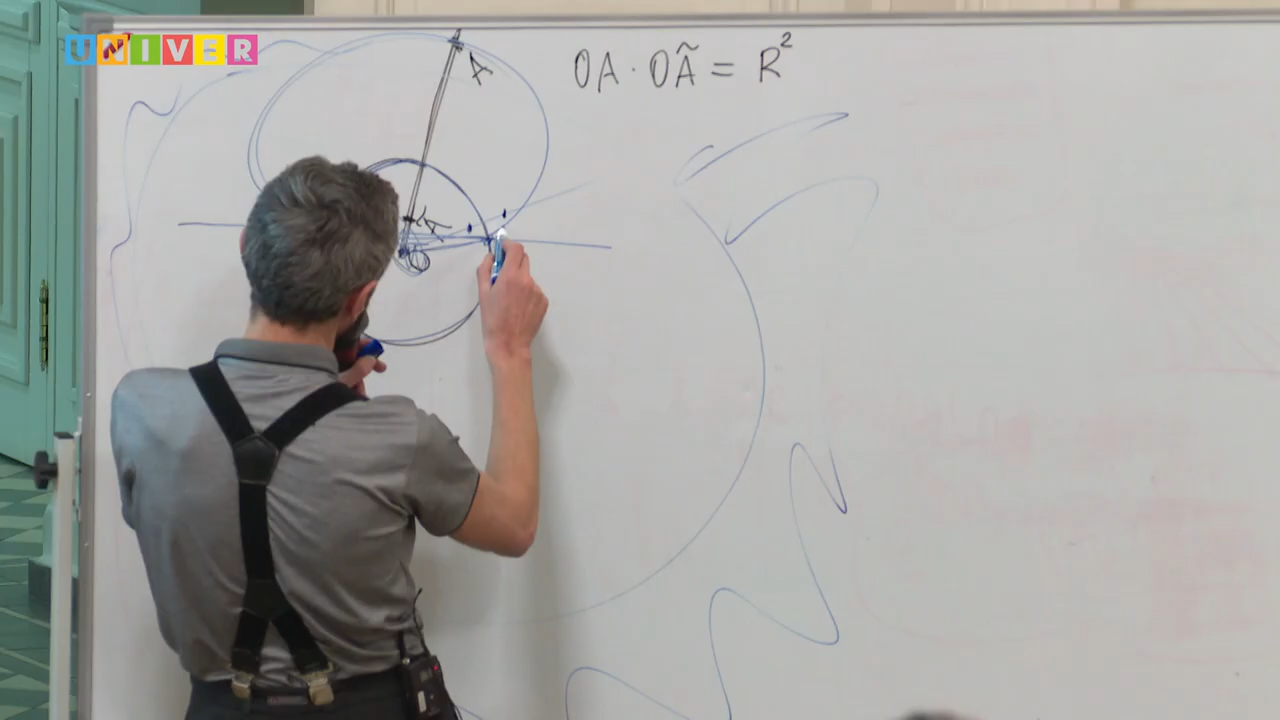 UNIVER
OA · OÃ = R²
A
Ã
O